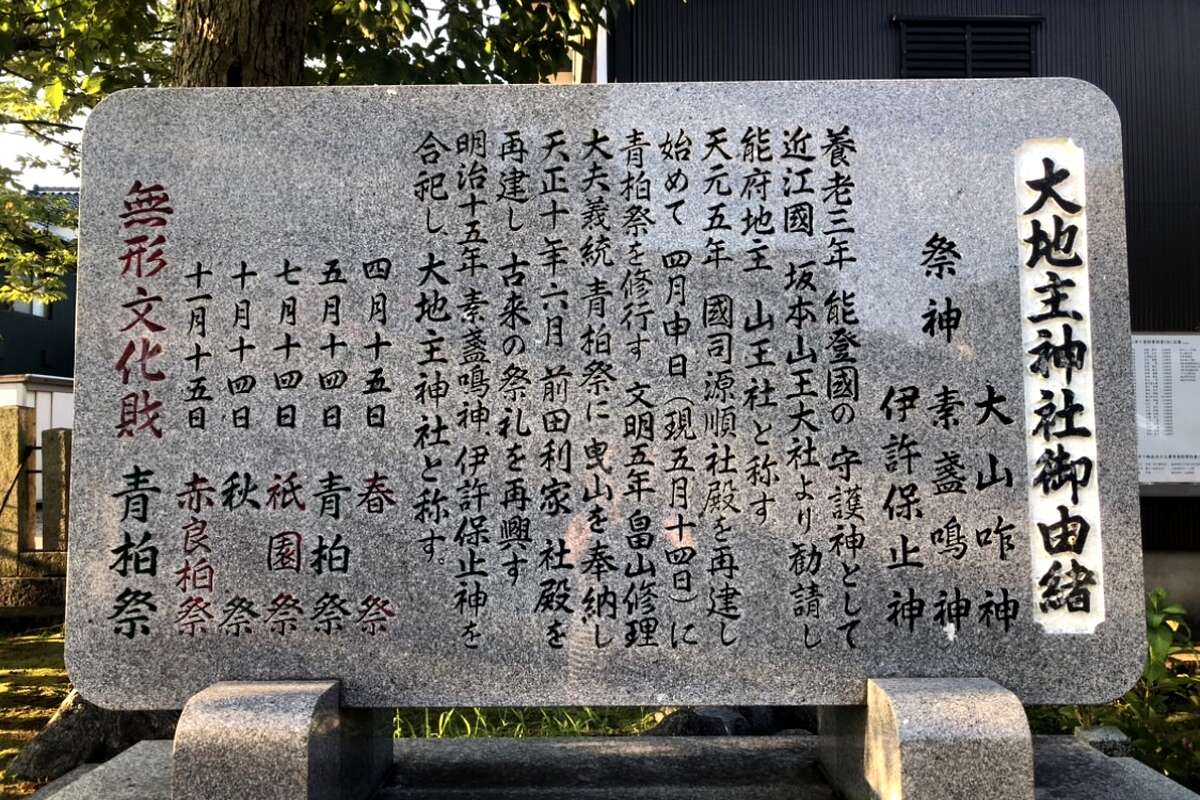 大地主神社御由緒
大山咋神
祭神 素盞鳴神
伊許保止神
養老三年 能登國の 守護神として
近江國 坂本山王大社より勧請し
能府地主 山王社と称す
天元五年 國司源順社殿を再建し
始めて 四月申日(現五月十四日)に
青柏祭を修行す 文明五年畠山修理
大夫義統 青柏祭に曳山を奉納し
天正十年六月 前田利家 社殿を
再建し 古来の祭礼を再興す
明治十五年 素盞鳴神 伊許保止神を
合祀し、大地主神社と称す。
四月十五日 春祭
五月十四日 青柏祭
七月十四日 祇園祭
十月十四日 秋祭
十一月十五日 赤良柏祭
無形文化財 青柏祭